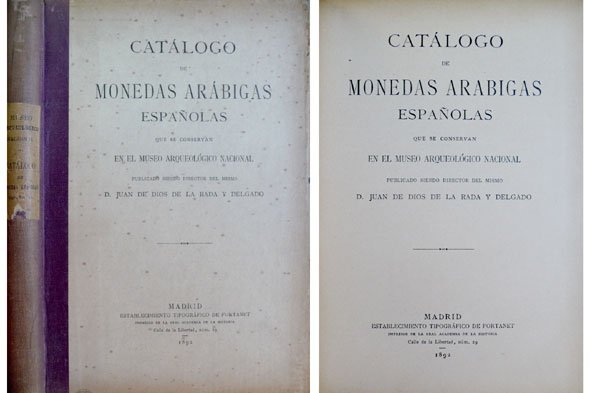 CATÁLOGO
DE
MONEDAS ARÁBIGAS
ESPAÑOLAS
QUE SE CONSERVAN
EN EL MUSEO ARQUEOLÓGICO NACIONAL
PUBLICADO SIENDO DIRECTOR DEL MISMO
D. JUAN DE DIOS DE LA RADA Y DELGADO
MADRID
ESTABLECIMIENTO TIPOGRÁFICO DE FORTANET
IMPRESOR DE LA REAL ACADEMIA DE LA HISTORIA
Calle de la Libertad, núm. 29
1892
MUSEO
CATÁLOGO
CATÁLOGO
DE
MONEDAS ARÁBIGAS
ESPAÑOLAS
QUE SE CONSERVAN
EN EL MUSEO ARQUEOLÓGICO NACIONAL
PUBLICADO SIENDO DIRECTOR DEL MISMO
D. JUAN DE DIOS DE LA RADA Y DELGADO
MADRID
ESTABLECIMIENTO TIPOGRÁFICO DE FORTANET
IMPRESOR DE LA REAL ACADEMIA DE LA HISTORIA
Calle de la Libertad, núm. 29
1892